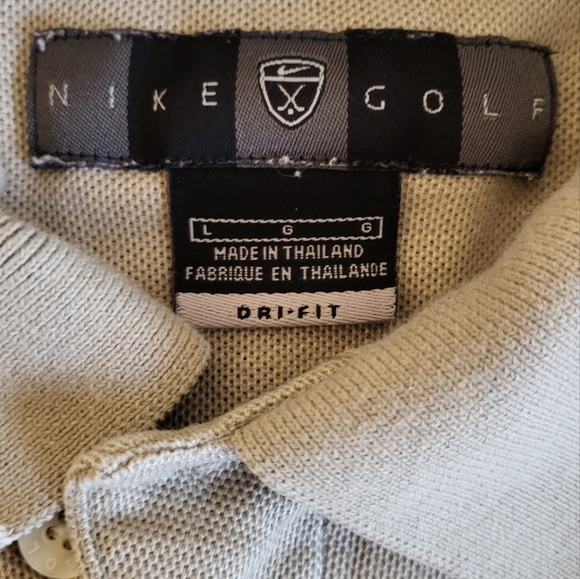 NIKE GOLF
L G G
MADE IN THAILAND
FABRIQUE EN THAILANDE
DRI•FIT